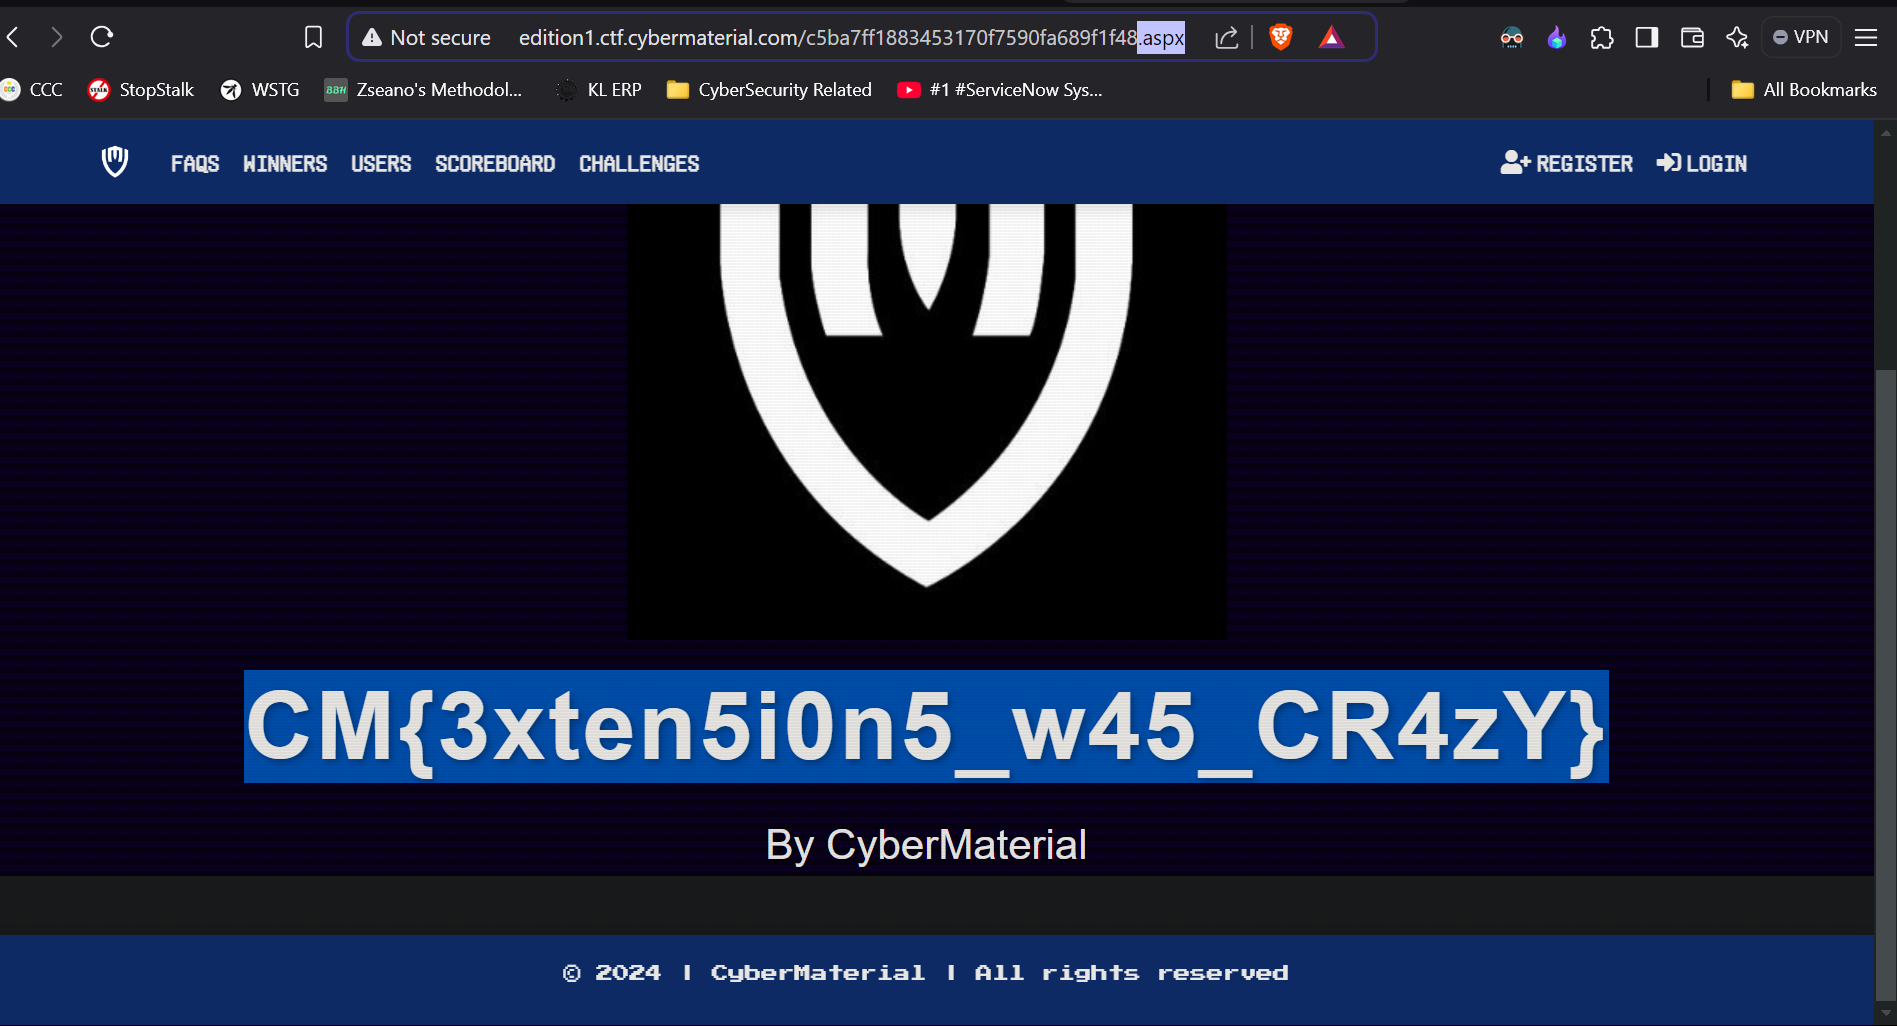 Not secure edition1.ctf.cybermaterial.com/c5ba7ff1883453170f7590fa689f1f48.aspx VPN
CCC StopStalk WSTG BBH Zseano's Methodol... KL ERP CyberSecurity Related #1 #ServiceNow Sys... All Bookmarks
FAQS WINNERS USERS SCOREBOARD CHALLENGES REGISTER LOGIN
CM{3xten5i0n5_w45_CR4zY}
By CyberMaterial
© 2024 | CyberMaterial | All rights reserved